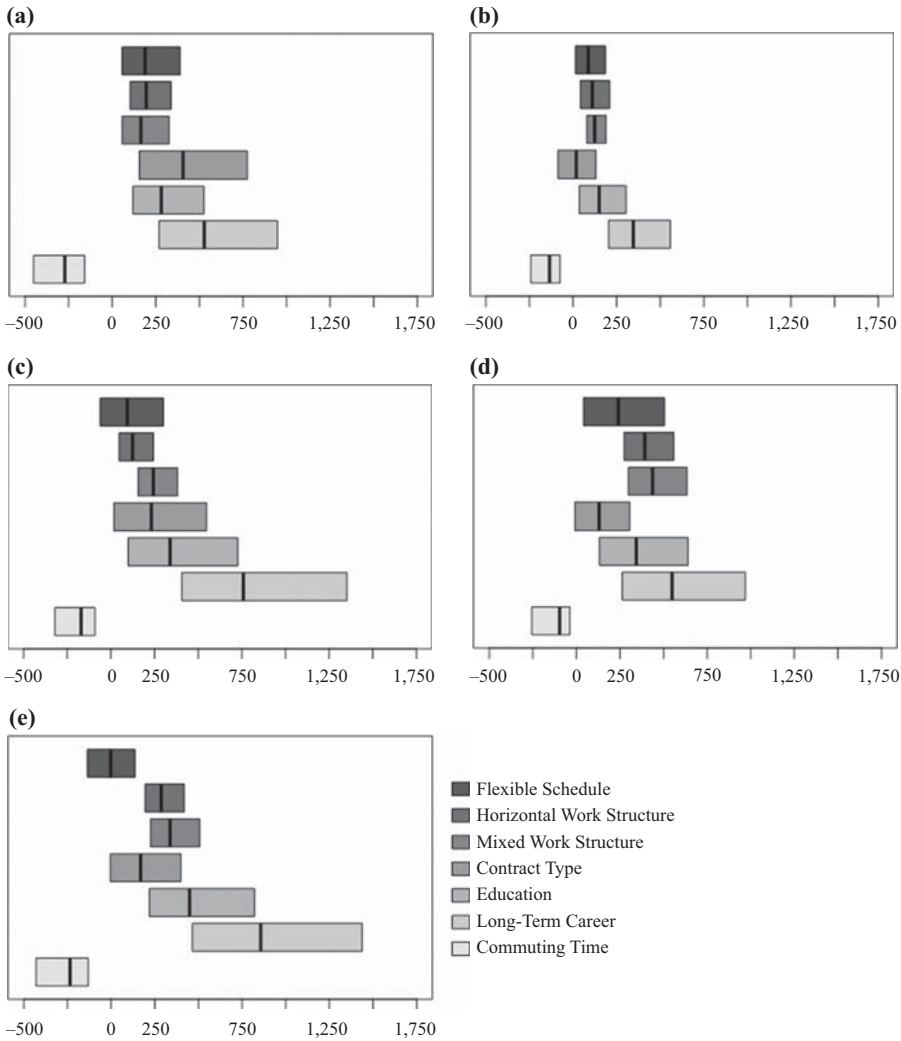 (a)
(b)
–500 0 250 750 1,250 1,750
–500 0 250 750 1,250 1,750
(c)
(d)
–500 0 250 750 1,250 1,750
–500 0 250 750 1,250 1,750
(e)
Flexible Schedule
Horizontal Work Structure
Mixed Work Structure
Contract Type
Education
Long-Term Career
Commuting Time
–500 0 250 750 1,250 1,750